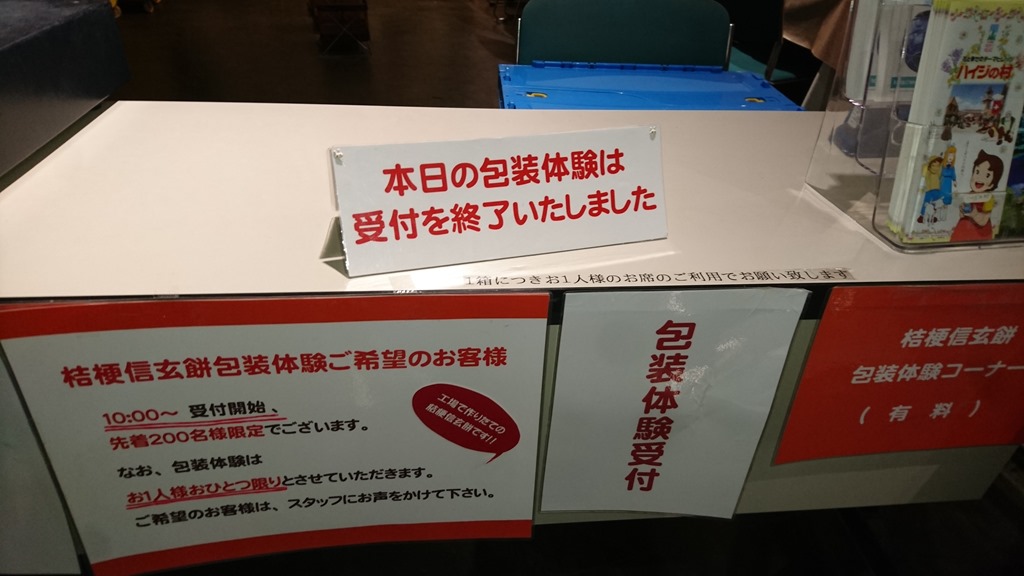 本日の包装体験は
受付を終了いたしました
1箱につきお1人様のお席のご利用でお願い致します
桔梗信玄餅包装体験ご希望のお客様
10:00～ 受付開始、
先着200名様限定でございます。
なお、包装体験は
お1人様おひとつ限りとさせていただきます。
ご希望のお客様は、スタッフにお声をかけて下さい。
工場で作りたての
桔梗信玄餅です!!
包装体験受付
桔梗信玄餅
包装体験コーナー
(有料)
ハイジの村